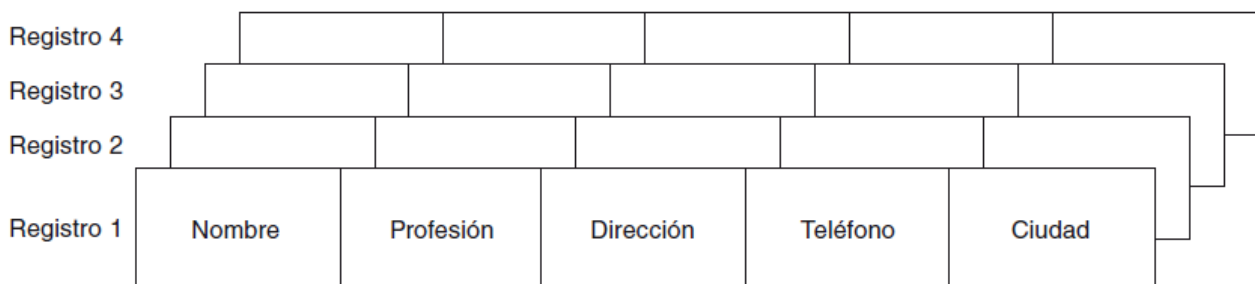 Registro 4
Registro 3
Registro 2
Registro 1 Nombre Profesión Dirección Teléfono Ciudad